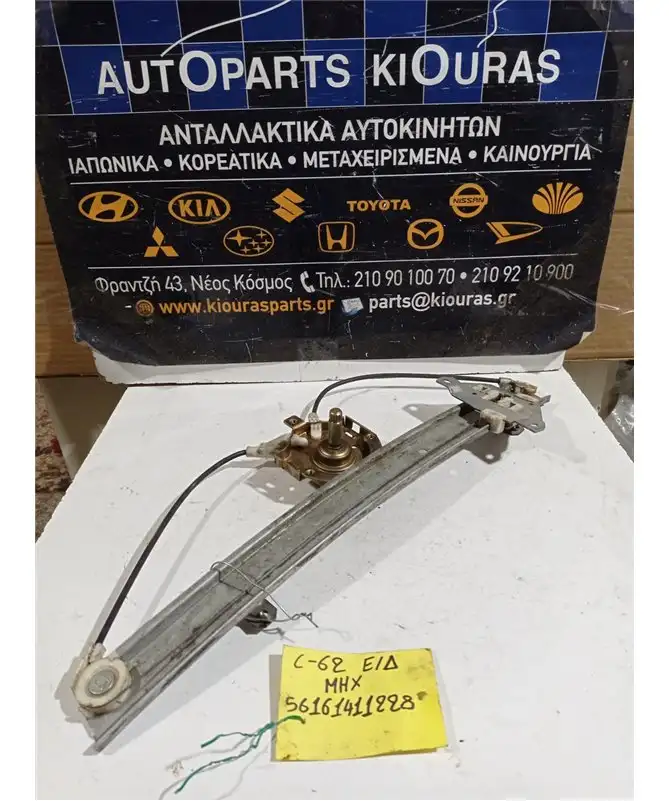 AUTOPARTS KIOURAS
ΑΝΤΑΛΛΑΚΤΙΚΑ ΑΥΤΟΚΙΝΗΤΩΝ
ΙΑΠΩΝΙΚΑ • ΚΟΡΕΑΤΙΚΑ • ΜΕΤΑΧΕΙΡΙΣΜΕΝΑ • ΚΑΙΝΟΥΡΓΙΑ
KIA TOYOTA NISSAN
Φραντζή 43, Νέος Κόσμος Τηλ.: 210 90 100 70 • 210 92 10 900
www.kiourasparts.gr parts@kiouras.gr
C-62 Ε/Δ
ΜΗΧ
56161411228